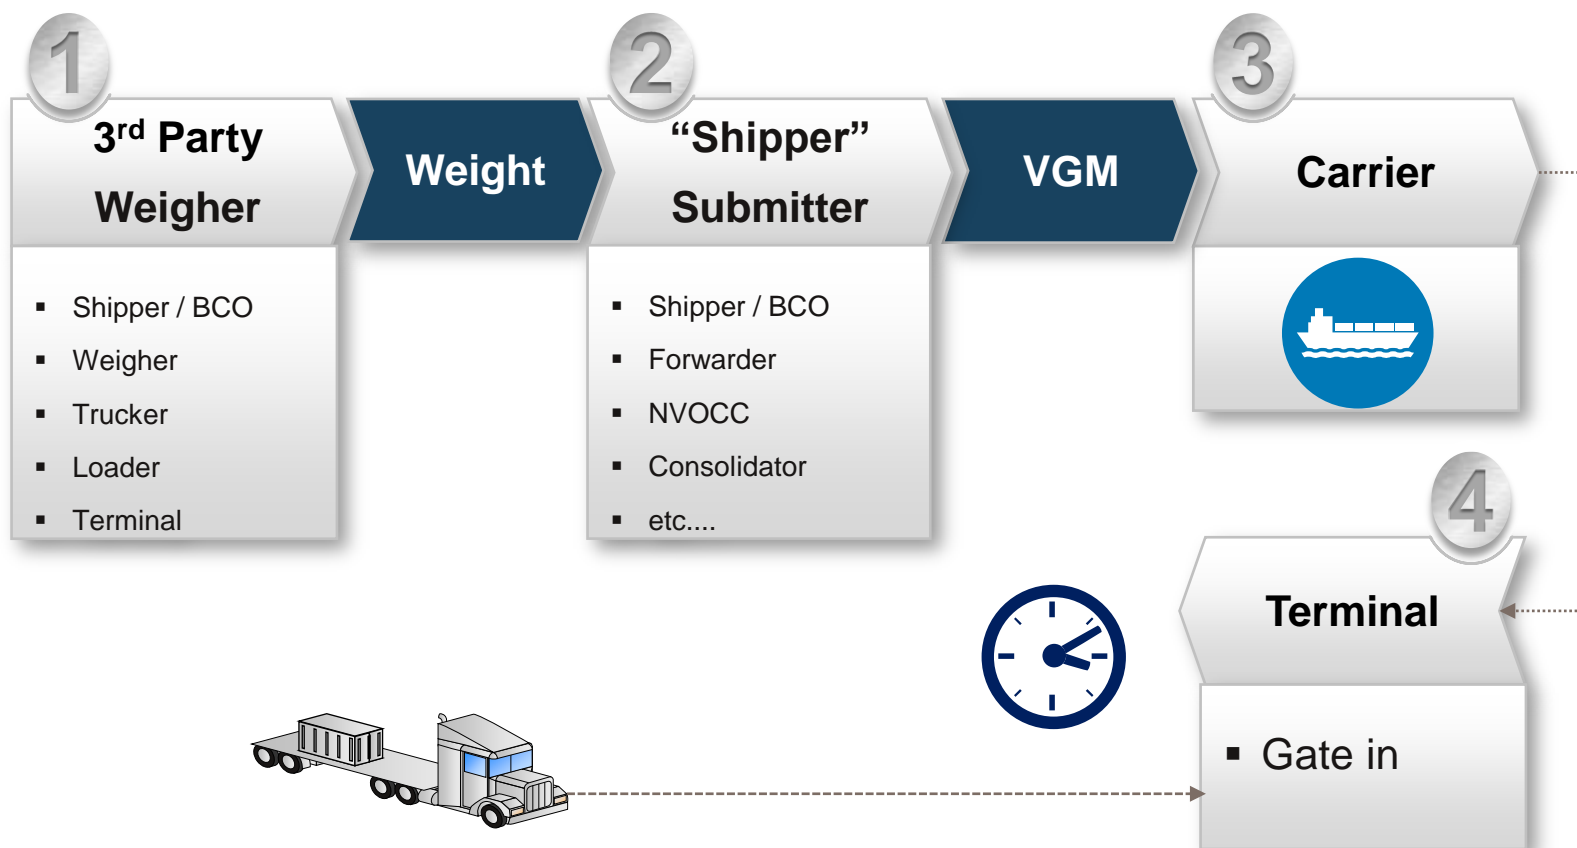 1
3rd Party
Weigher
Weight
2
“Shipper”
Submitter
VGM
3
Carrier
▪ Shipper / BCO
▪ Weigher
▪ Trucker
▪ Loader
▪ Terminal
▪ Shipper / BCO
▪ Forwarder
▪ NVOCC
▪ Consolidator
▪ etc....
4
Terminal
▪ Gate in